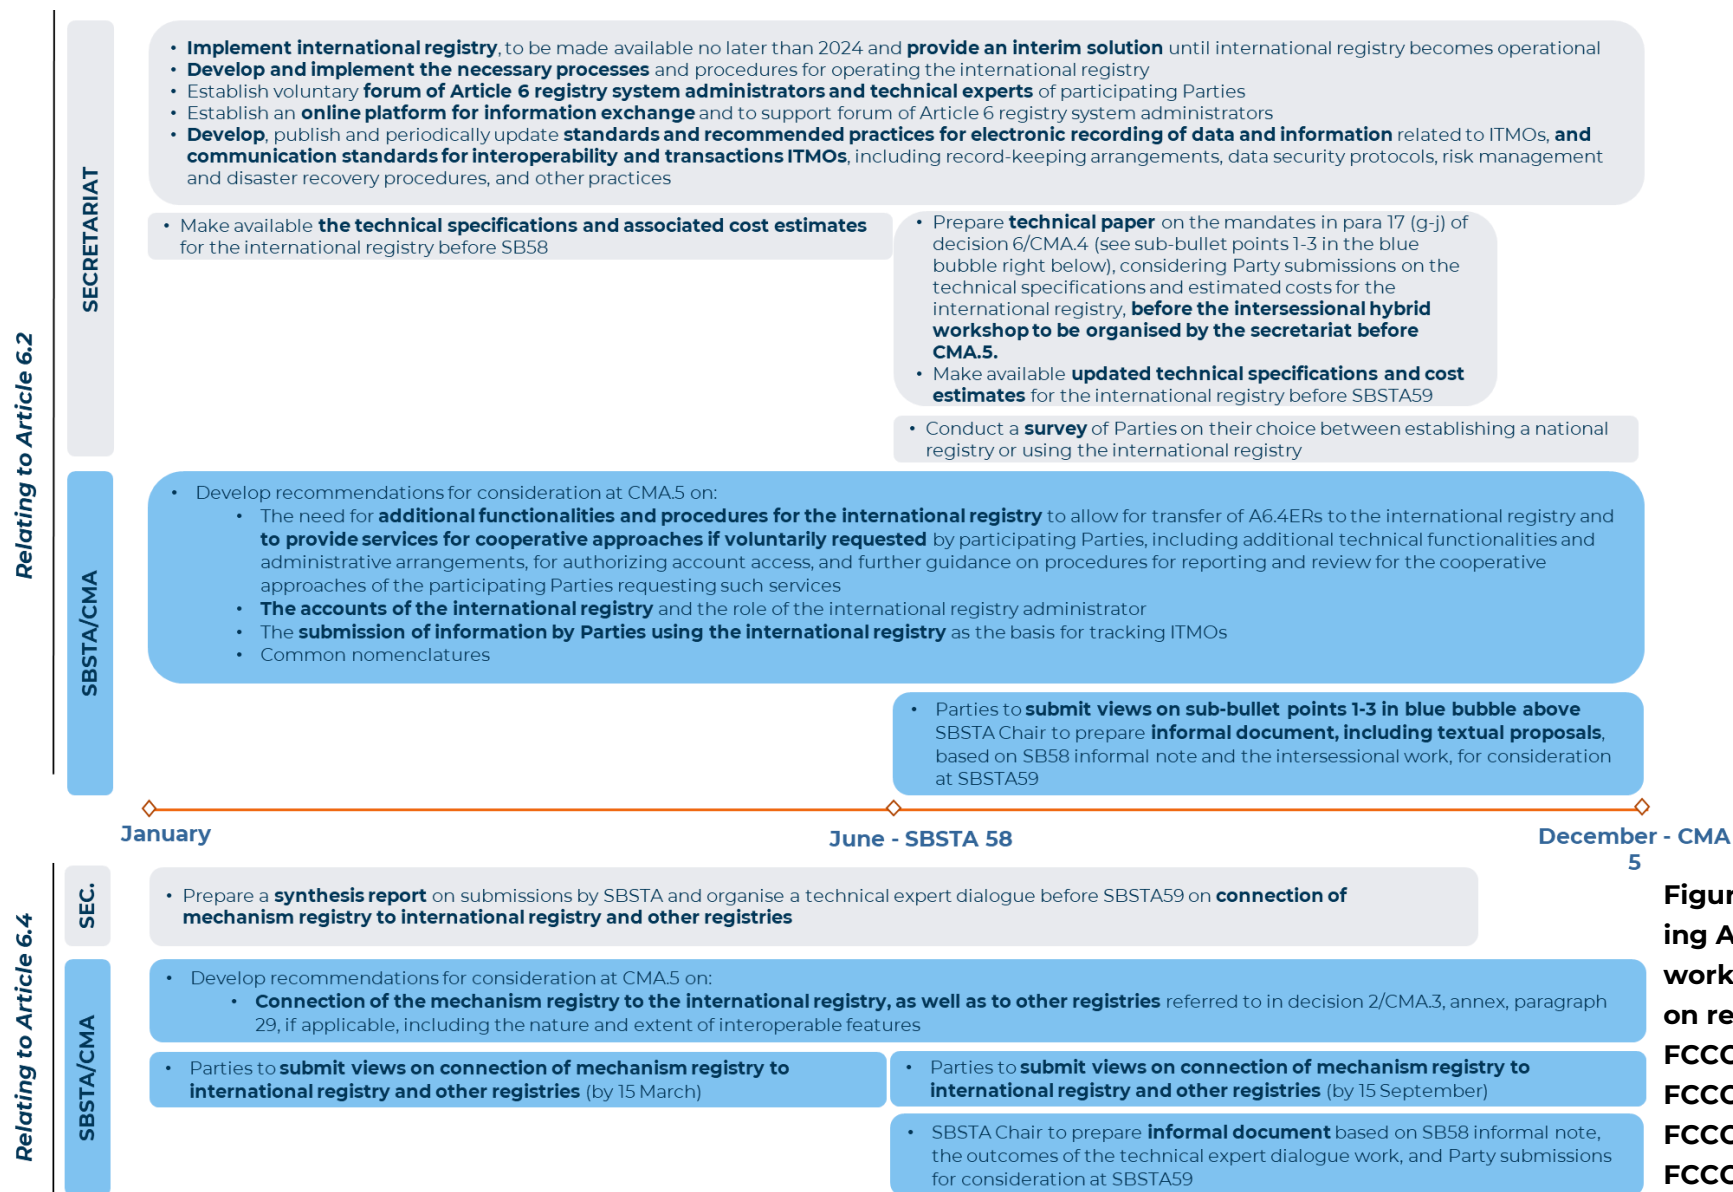 Relating to Article 6.2
SECRETARIAT
• Implement international registry, to be made available no later than 2024 and provide an interim solution until international registry becomes operational
• Develop and implement the necessary processes and procedures for operating the international registry
• Establish voluntary forum of Article 6 registry system administrators and technical experts of participating Parties
• Establish an online platform for information exchange and to support forum of Article 6 registry system administrators
• Develop, publish and periodically update standards and recommended practices for electronic recording of data and information related to ITMOs, and
communication standards for interoperability and transactions ITMOs, including record-keeping arrangements, data security protocols, risk management
and disaster recovery procedures, and other practices
• Make available the technical specifications and associated cost estimates
for the international registry before SB58
• Prepare technical paper on the mandates in para 17 (g-j) of
decision 6/CMA.4 (see sub-bullet points 1-3 in the blue
bubble right below), considering Party submissions on the
technical specifications and estimated costs for the
international registry, before the intersessional hybrid
workshop to be organised by the secretariat before
CMA.5.
• Make available updated technical specifications and cost
estimates for the international registry before SBSTA59
• Conduct a survey of Parties on their choice between establishing a national
registry or using the international registry
SBSTA/CMA
• Develop recommendations for consideration at CMA.5 on:
• The need for additional functionalities and procedures for the international registry to allow for transfer of A6.4ERs to the international registry and
to provide services for cooperative approaches if voluntarily requested by participating Parties, including additional technical functionalities and
administrative arrangements, for authorizing account access, and further guidance on procedures for reporting and review for the cooperative
approaches of the participating Parties requesting such services
• The accounts of the international registry and the role of the international registry administrator
• The submission of information by Parties using the international registry as the basis for tracking ITMOs
• Common nomenclatures
• Parties to submit views on sub-bullet points 1-3 in blue bubble above
SBSTA Chair to prepare informal document, including textual proposals,
based on SB58 informal note and the intersessional work, for consideration
at SBSTA59
January
June - SBSTA 58
December - CMA
5
Relating to Article 6.4
SEC.
• Prepare a synthesis report on submissions by SBSTA and organise a technical expert dialogue before SBSTA59 on connection of
mechanism registry to international registry and other registries
SBSTA/CMA
• Develop recommendations for consideration at CMA.5 on:
• Connection of the mechanism registry to the international registry, as well as to other registries referred to in decision 2/CMA.3, annex, paragraph
29, if applicable, including the nature and extent of interoperable features
• Parties to submit views on connection of mechanism registry to
international registry and other registries (by 15 March)
• Parties to submit views on connection of mechanism registry to
international registry and other registries (by 15 September)
• SBSTA Chair to prepare informal document based on SB58 informal note,
the outcomes of the technical expert dialogue work, and Party submissions
for consideration at SBSTA59
Figur
ing A
work
on re
FCCC
FCCC
FCCC
FCCC